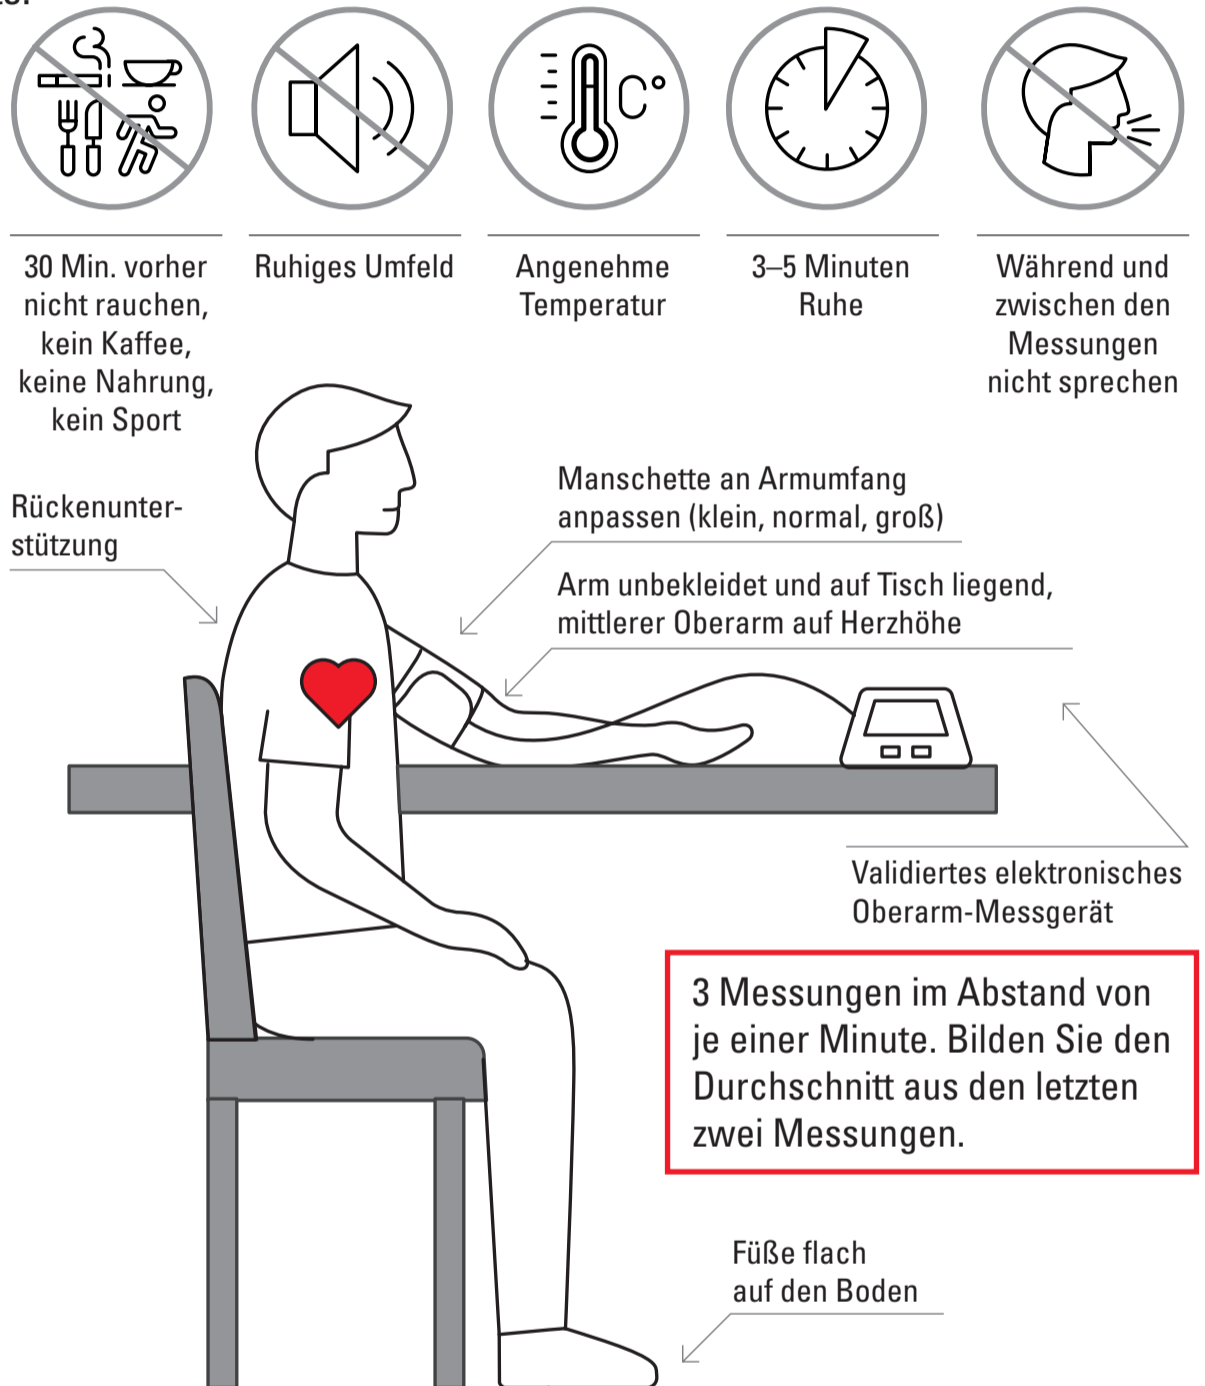 30 Min. vorher
nicht rauchen,
kein Kaffee,
keine Nahrung,
kein Sport
Ruhiges Umfeld
C°
Angenehme
Temperatur
3–5 Minuten
Ruhe
Während und
zwischen den
Messungen
nicht sprechen
Rückenunter-
stützung
Manschette an Armumfang
anpassen (klein, normal, groß)
Arm unbekleidet und auf Tisch liegend,
mittlerer Oberarm auf Herzhöhe
Validiertes elektronisches
Oberarm-Messgerät
3 Messungen im Abstand von
je einer Minute. Bilden Sie den
Durchschnitt aus den letzten
zwei Messungen.
Füße flach
auf den Boden